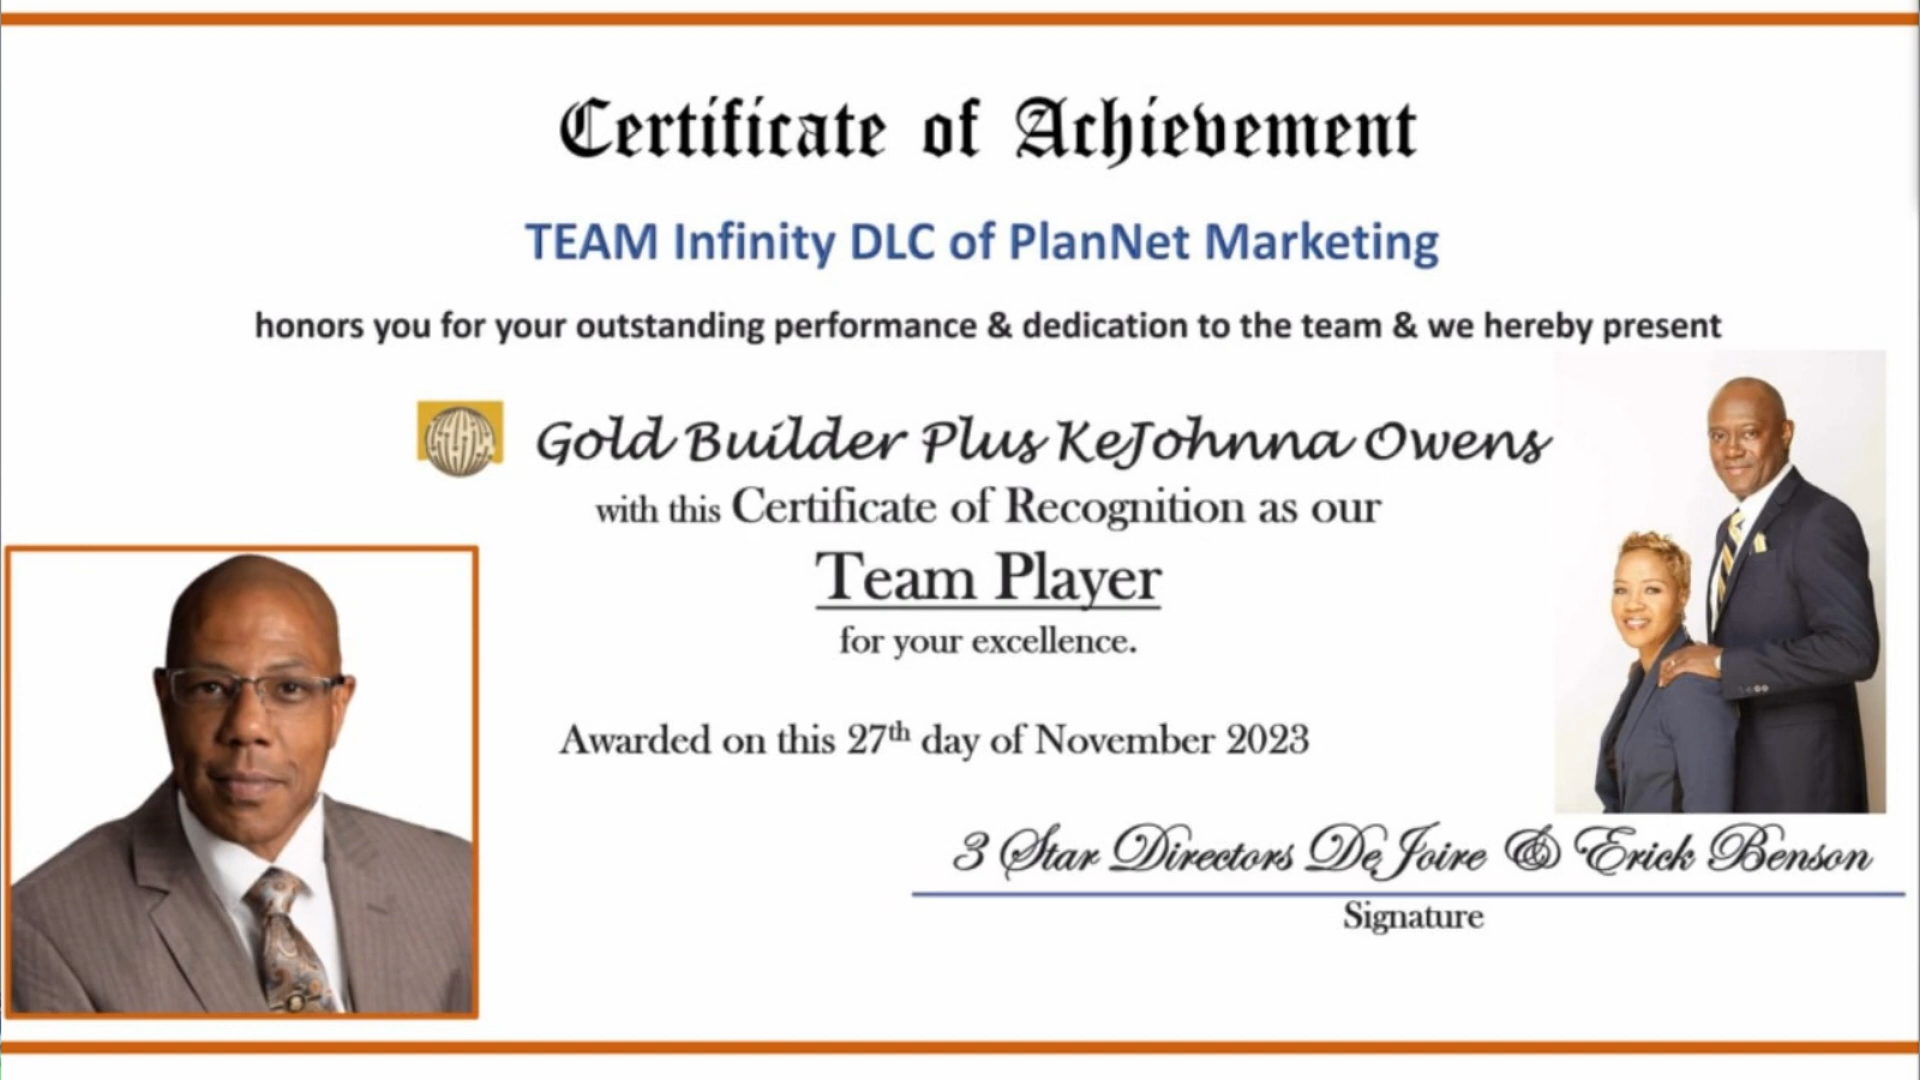 Certificate of Achievement
TEAM Infinity DLC of PlanNet Marketing
honors you for your outstanding performance & dedication to the team & we hereby present
Gold Builder Plus KeJohnna Owens
with this Certificate of Recognition as our
Team Player
for your excellence.
Awarded on this 27th day of November 2023
3 Star Directors DeJoire & Erick Benson
Signature